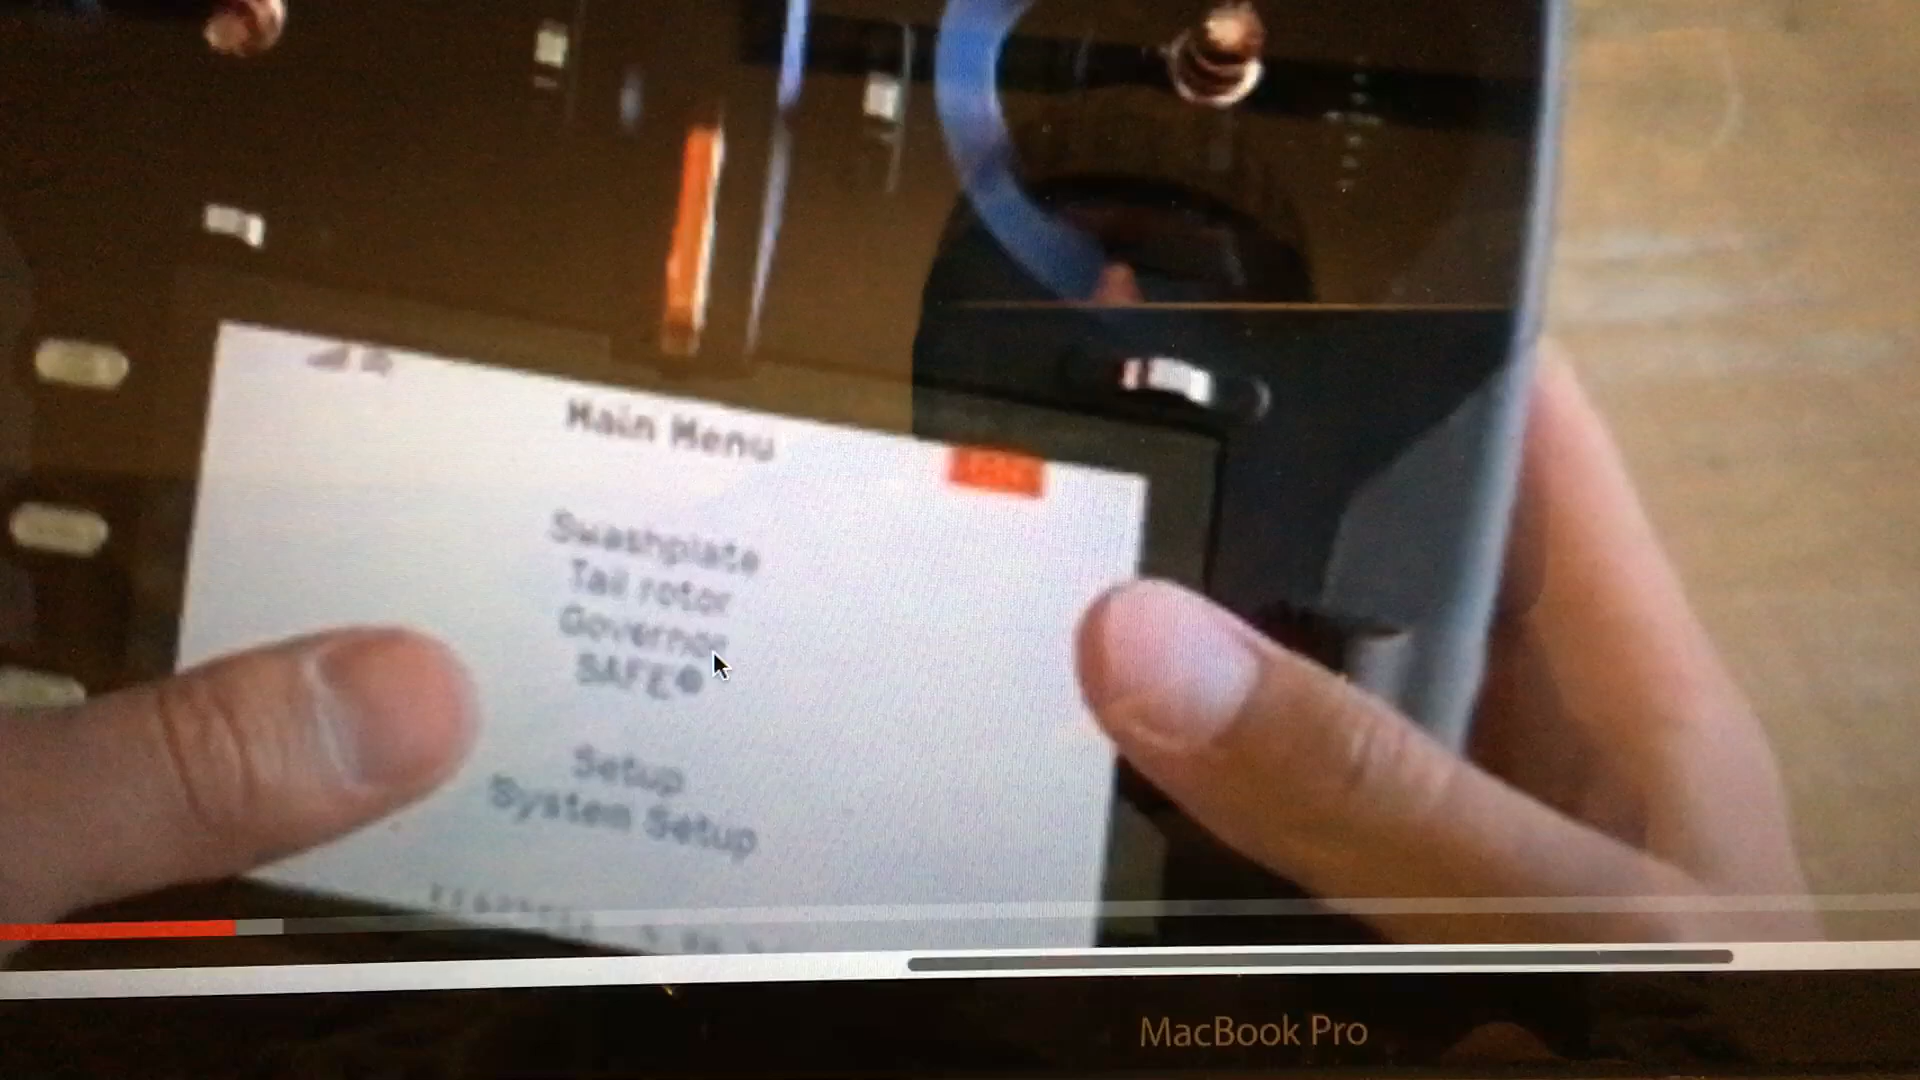 Main Menu
Swashplate
Tail rotor
Governor
SAFE®
Setup
System Setup
MacBook Pro